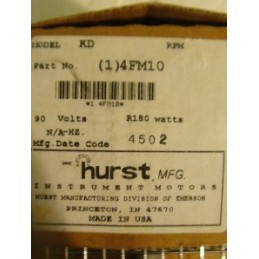 MODEL KD RPM
Part No. (1)4FM10
*1 4FM10*
90 Volts R180 watts
N/A-HZ.
Mfg.Date Code 4502
hurst, MFG.
INSTRUMENT MOTORS
HURST MANUFACTURING DIVISION OF EMERSON
PRINCETON, IN 47670
MADE IN USA